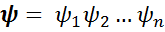 𝝍 = ψ₁ψ₂ … ψₙ